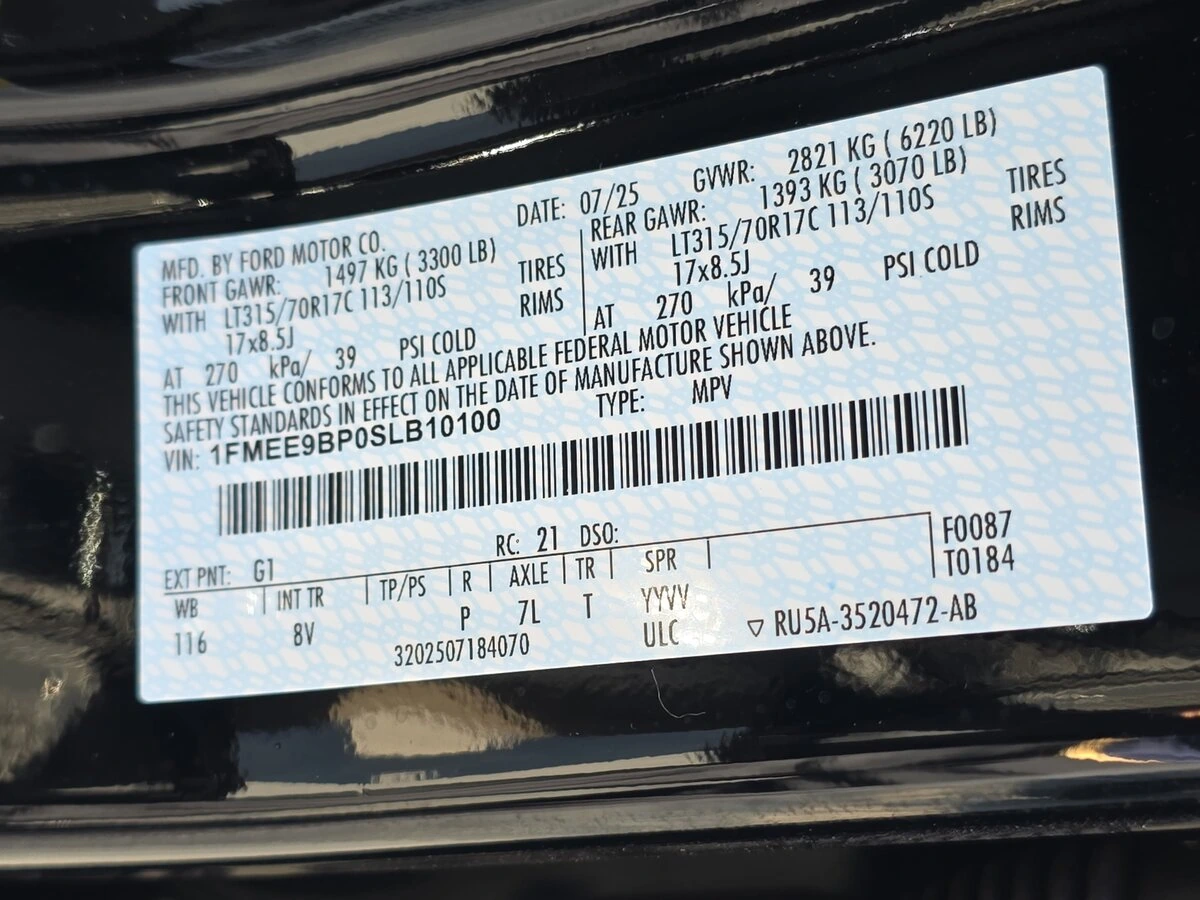 MFD. BY FORD MOTOR CO.
DATE: 07/25
GVWR: 2821 KG ( 6220 LB)
FRONT GAWR: 1497 KG ( 3300 LB)
WITH LT315/70R17C 113/110S TIRES
17x8.5J RIMS
AT 270 kPa/ 39 PSI COLD
REAR GAWR: 1393 KG ( 3070 LB)
WITH LT315/70R17C 113/110S TIRES
17x8.5J RIMS
AT 270 kPa/ 39 PSI COLD
THIS VEHICLE CONFORMS TO ALL APPLICABLE FEDERAL MOTOR VEHICLE
SAFETY STANDARDS IN EFFECT ON THE DATE OF MANUFACTURE SHOWN ABOVE.
VIN: 1FMEE9BP0SLB10100 TYPE: MPV
EXT PNT: G1 RC: 21 DSO:
F0087
T0184
WB INT TR TP/PS R AXLE TR SPR
116 8V P 7L T YYVV
3202507184070 ULC ▽ RU5A-3520472-AB